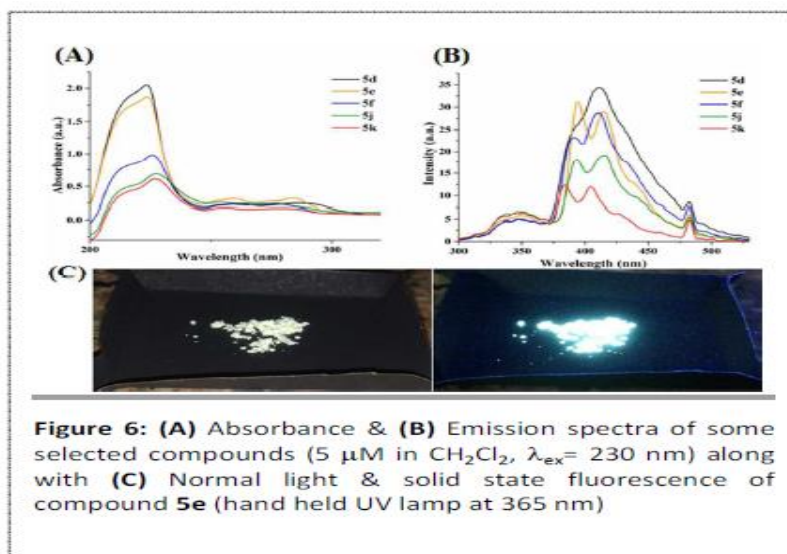 (A)
(B)
5d
5e
5f
5j
5k
5d
5e
5f
5j
5k
Absorbance (a.u.)
2.0
1.5
1.0
0.5
0.0
200
300
Wavelength (nm)
Intensity (a.u.)
35
30
25
20
15
10
5
0
300
350
400
450
500
Wavelength (nm)
(C)
Figure 6: (A) Absorbance & (B) Emission spectra of some
selected compounds (5 μM in CH₂Cl₂, λex= 230 nm) along
with (C) Normal light & solid state fluorescence of
compound 5e (hand held UV lamp at 365 nm)